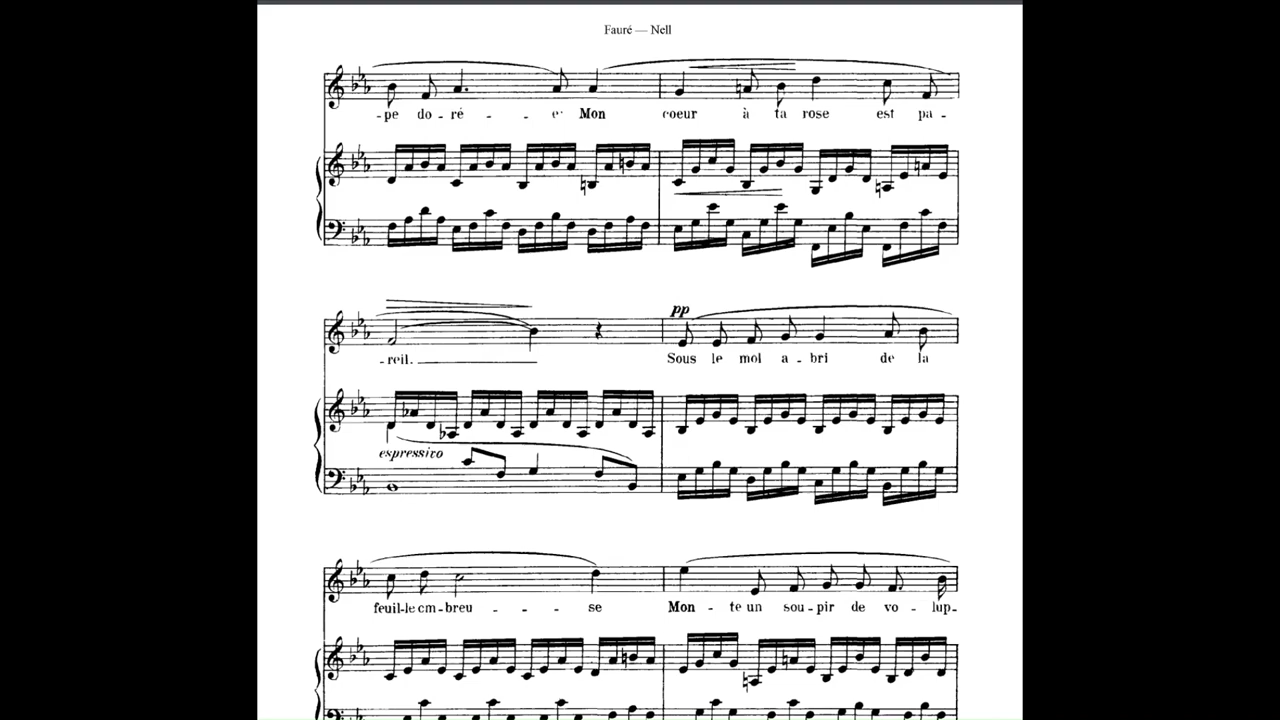 Fauré — Nell
-pe do-ré - - e. Mon coeur à ta rose est pa-
-reil.
pp
Sous le mol a-bri de la
espressivo
feuil-le om-breu - - - se Mon - te un sou-pir de vo - lup-